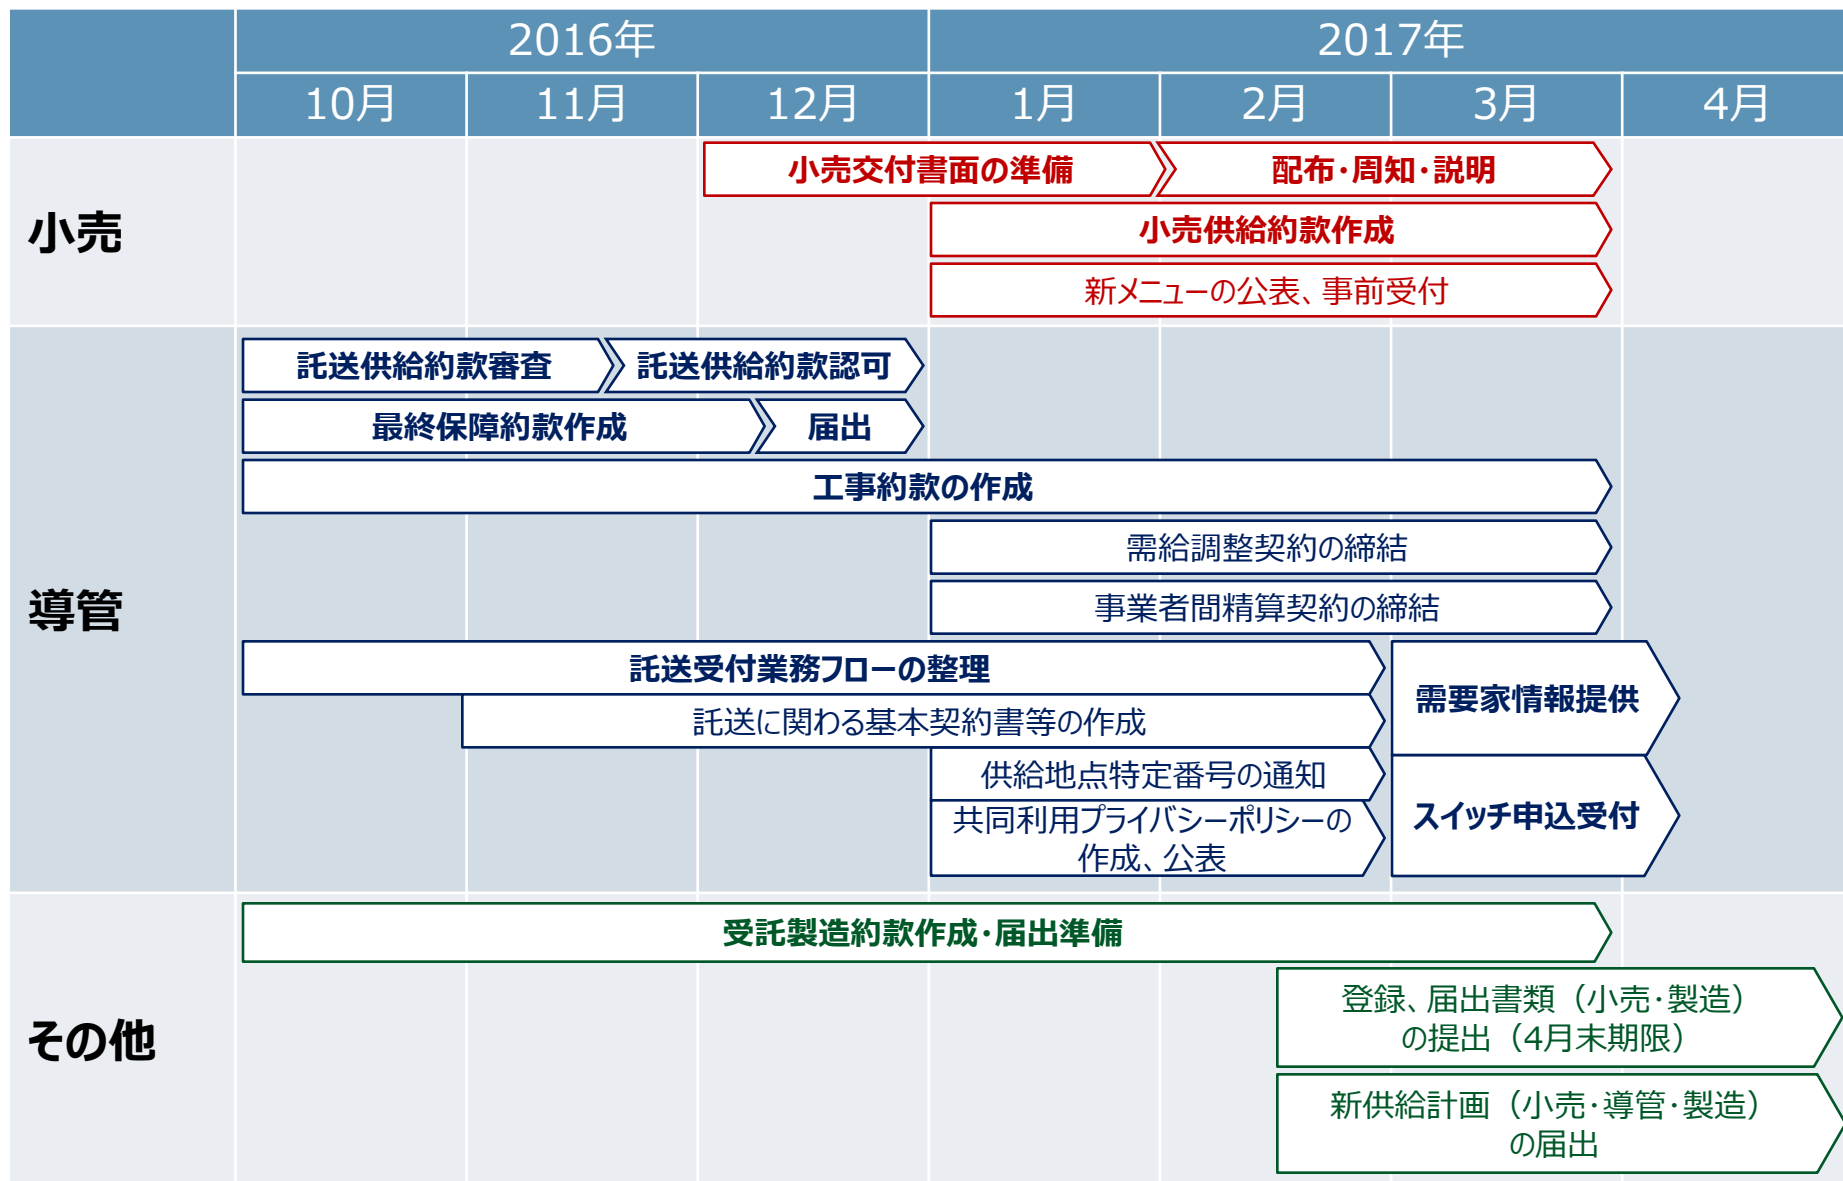 2016年
2017年
10月
11月
12月
1月
2月
3月
4月
小売
小売交付書面の準備
配布・周知・説明
小売供給約款作成
新メニューの公表、事前受付
導管
託送供給約款審査
託送供給約款認可
最終保障約款作成
届出
工事約款の作成
需給調整契約の締結
事業者間精算契約の締結
託送受付業務フローの整理
託送に関わる基本契約書等の作成
供給地点特定番号の通知
共同利用プライバシーポリシーの
作成、公表
需要家情報提供
スイッチ申込受付
その他
受託製造約款作成・届出準備
登録、届出書類（小売・製造）
の提出（4月末期限）
新供給計画（小売・導管・製造）
の届出